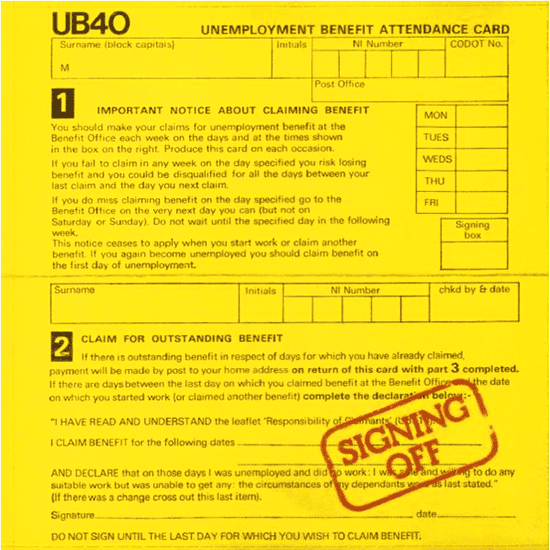 UB40 UNEMPLOYMENT BENEFIT ATTENDANCE CARD
Surname (block capitals) Initials NI Number CODOT No.
M
Post Office
1 IMPORTANT NOTICE ABOUT CLAIMING BENEFIT
You should make your claims for unemployment benefit at the
Benefit Office each week on the days and at the times shown
in the box on the right. Produce this card on each occasion.
If you fail to claim in any week on the day specified you risk losing
benefit and you could be disqualified for all the days between your
last claim and the day you next claim.
If you do miss claiming benefit on the day specified go to the
Benefit Office on the very next day you can (but not on
Saturday or Sunday). Do not wait until the specified day in the following
week.
This notice ceases to apply when you start work or claim another
benefit. If you again become unemployed you should claim benefit on
the first day of unemployment.
MON
TUES
WEDS
THU
FRI
Signing
box
Surname Initials NI Number chkd by & date
2 CLAIM FOR OUTSTANDING BENEFIT
If there is outstanding benefit in respect of days for which you have already claimed,
payment will be made by post to your home address on return of this card with part 3 completed.
If there are days between the last day on which you claimed benefit at the Benefit Office and the date
on which you started work (or claimed another benefit) complete the declaration below:-
"I HAVE READ AND UNDERSTAND the leaflet 'Responsibility of Claimants'
I CLAIM BENEFIT for the following dates
AND DECLARE that on those days I was unemployed and did no work: I was able and willing to do any
suitable work but was unable to get any: the circumstances of my dependants were as last stated."
(If there was a change cross out this last item).
Signature date
DO NOT SIGN UNTIL THE LAST DAY FOR WHICH YOU WISH TO CLAIM BENEFIT.
SIGNING
OFF